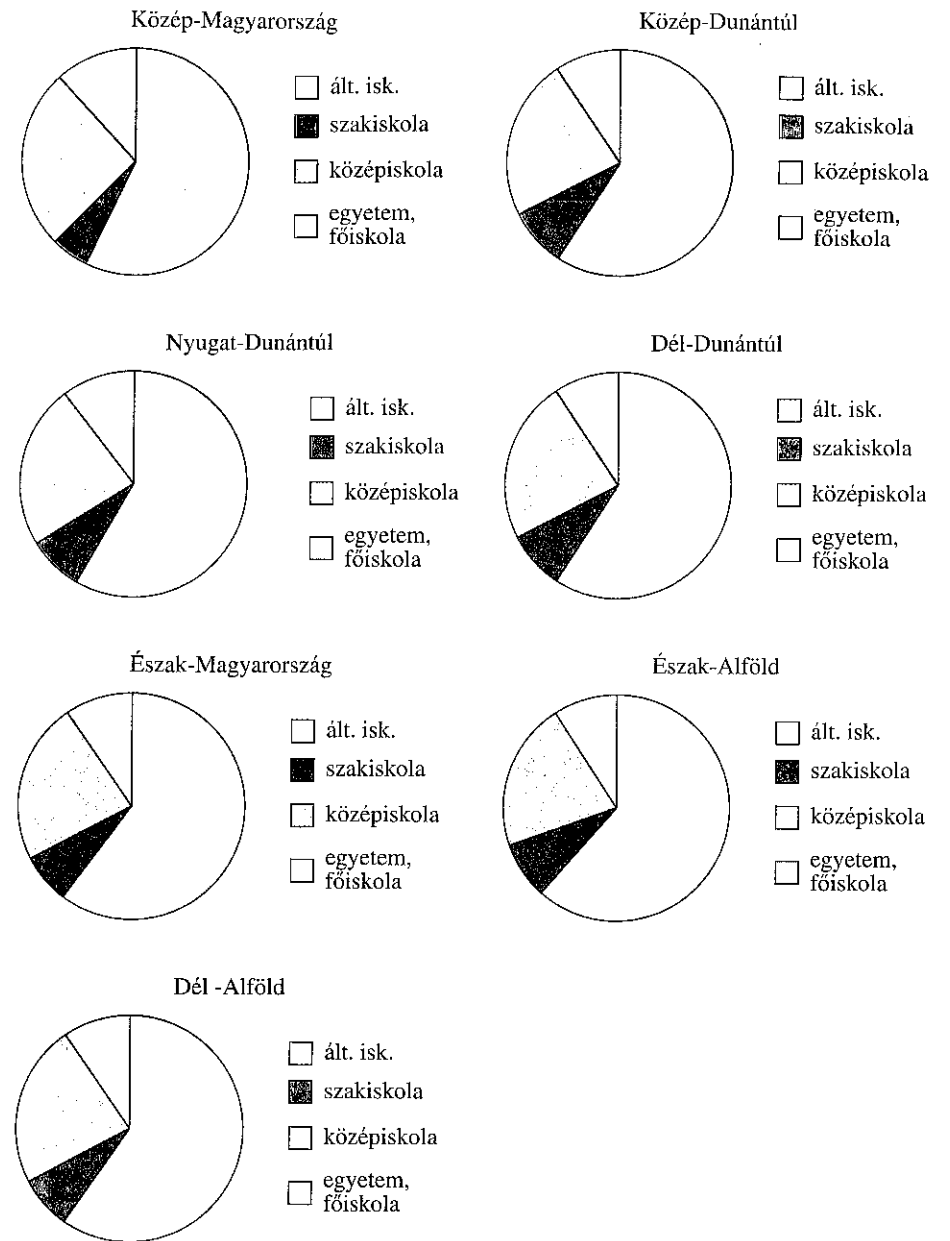 Közép-Magyarország
ált. isk.
szakiskola
középiskola
egyetem,
főiskola
Közép-Dunántúl
ált. isk.
szakiskola
középiskola
egyetem,
főiskola
Nyugat-Dunántúl
ált. isk.
szakiskola
középiskola
egyetem,
főiskola
Dél-Dunántúl
ált. isk.
szakiskola
középiskola
egyetem,
főiskola
Észak-Magyarország
ált. isk.
szakiskola
középiskola
egyetem,
főiskola
Észak-Alföld
ált. isk.
szakiskola
középiskola
egyetem,
főiskola
Dél -Alföld
ált. isk.
szakiskola
középiskola
egyetem,
főiskola